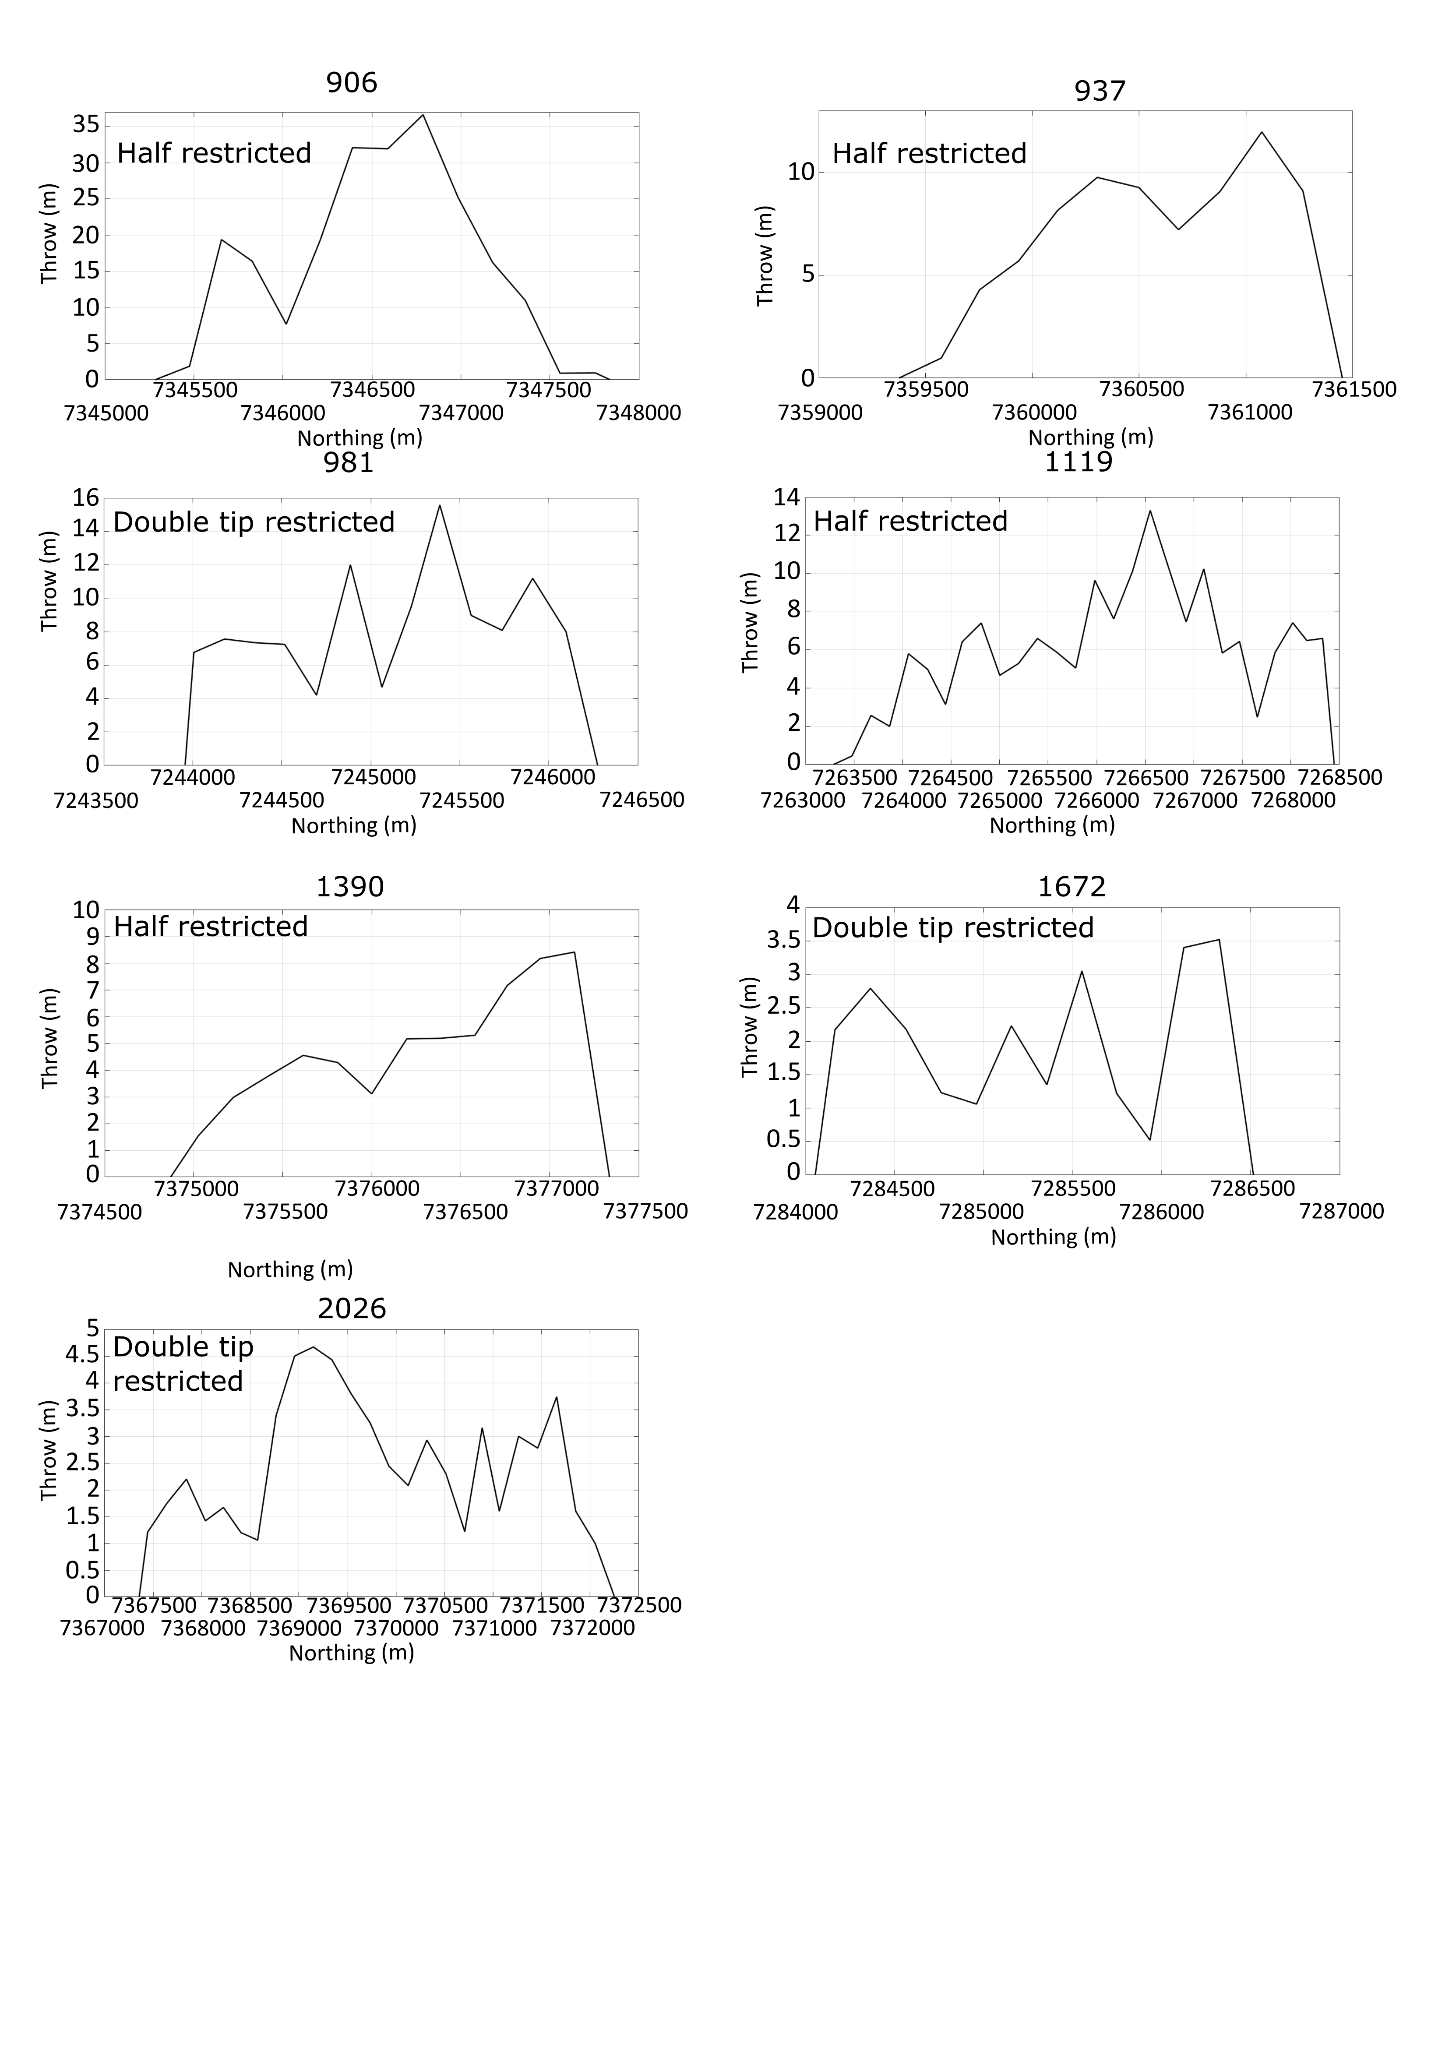 906
35
30
25
20
15
10
5
0
Throw (m)
Half restricted
7345500 7346500 7347500
7345000 7346000 7347000 7348000
Northing (m)
937
10
5
0
Throw (m)
Half restricted
7359500 7360500 7361500
7359000 7360000 7361000
Northing (m)
981
16
14
12
10
8
6
4
2
0
Throw (m)
Double tip restricted
7244000 7245000 7246000
7243500 7244500 7245500 7246500
Northing (m)
1119
14
12
10
8
6
4
2
0
Throw (m)
Half restricted
7263500 7264500 7265500 7266500 7267500 7268500
7263000 7264000 7265000 7266000 7267000 7268000
Northing (m)
1390
10
9
8
7
6
5
4
3
2
1
0
Throw (m)
Half restricted
7375000 7376000 7377000
7374500 7375500 7376500 7377500
Northing (m)
1672
4
3.5
3
2.5
2
1.5
1
0.5
0
Throw (m)
Double tip restricted
7284500 7285500 7286500
7284000 7285000 7286000 7287000
Northing (m)
2026
5
4.5
4
3.5
3
2.5
2
1.5
1
0.5
0
Throw (m)
Double tip
restricted
7367500 7368500 7369500 7370500 7371500 7372500
7367000 7368000 7369000 7370000 7371000 7372000
Northing (m)